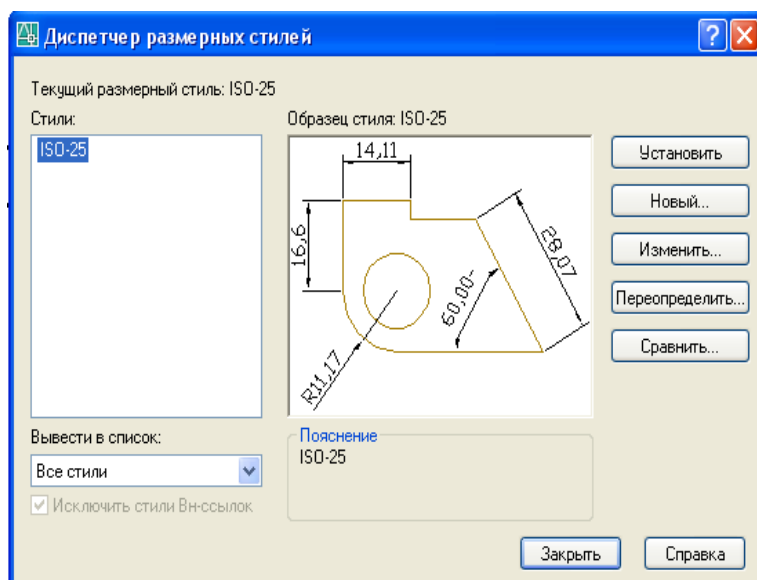 Диспетчер размерных стилей
Текущий размерный стиль: ISO-25
Стили:
ISO-25
Образец стиля: ISO-25
14,11
16,6
28,07
60,00-
R11,17
Установить
Новый...
Изменить...
Переопределить...
Сравнить...
Вывести в список:
Все стили
Исключить стили Вн-ссылок
Пояснение
ISO-25
Закрыть
Справка